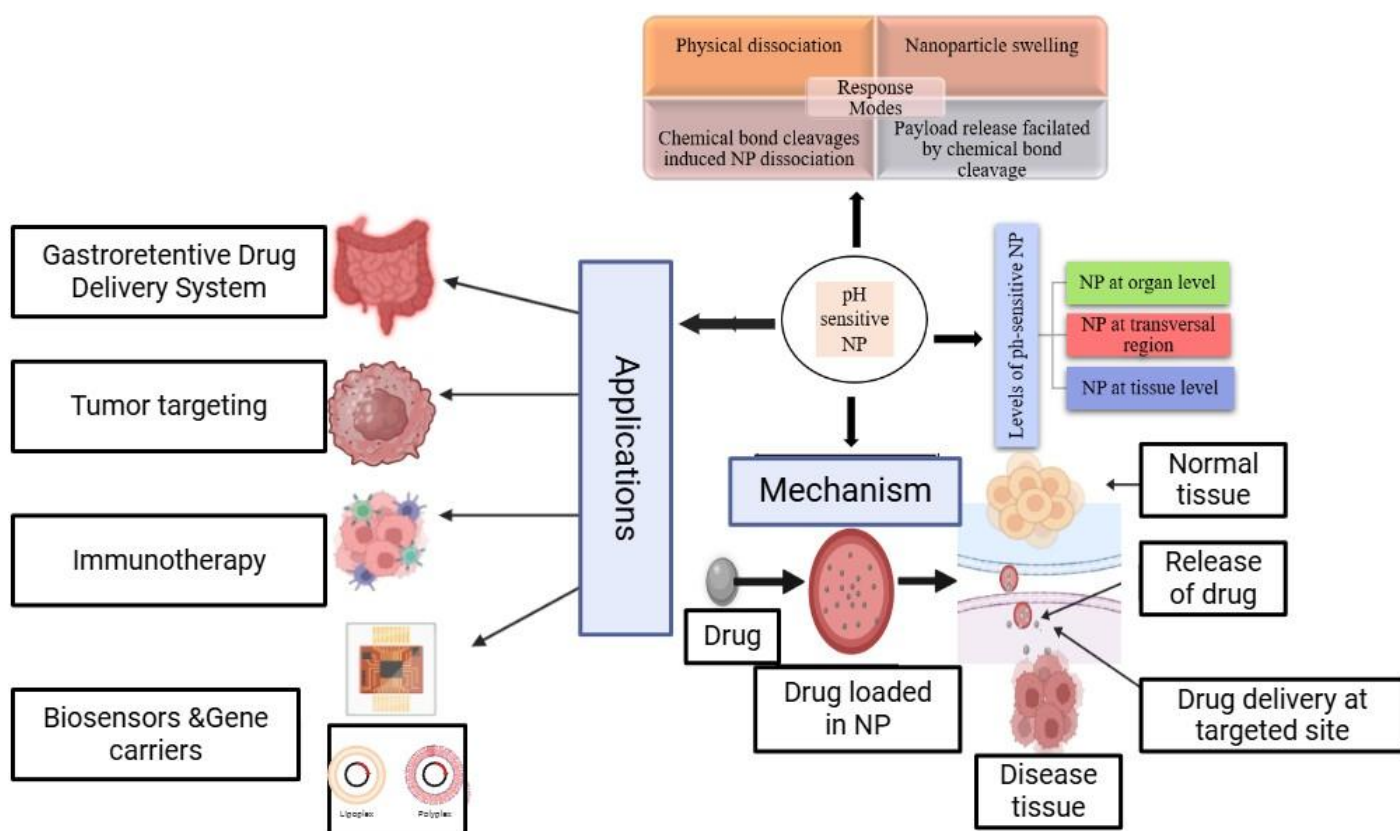 Physical dissociation
Nanoparticle swelling
Response
Modes
Chemical bond cleavages
induced NP dissociation
Payload release facilated
by chemical bond
cleavage
Gastroretentive Drug
Delivery System
Tumor targeting
Immunotherapy
Biosensors &Gene
carriers
Lipoplex
Polyplex
Applications
pH
sensitive
NP
Levels of ph-sensitive NP
NP at organ level
NP at transversal
region
NP at tissue level
Mechanism
Drug
Drug loaded
in NP
Normal
tissue
Release
of drug
Drug delivery at
targeted site
Disease
tissue